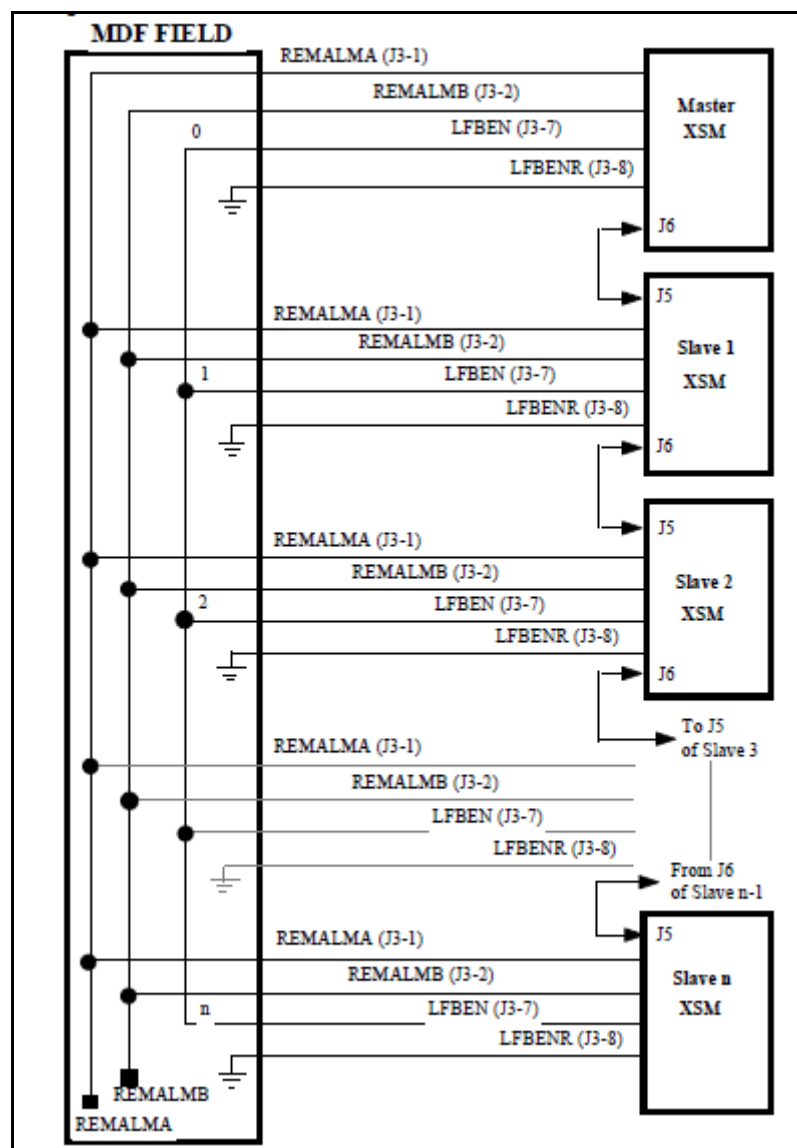 MDF FIELD
REMALMA (J3-1)
REMALMB (J3-2)
Master
XSM
0
LFBEN (J3-7)
LFBENR (J3-8)
J6
J5
REMALMA (J3-1)
REMALMB (J3-2)
Slave 1
XSM
1
LFBEN (J3-7)
LFBENR (J3-8)
J6
J5
REMALMA (J3-1)
REMALMB (J3-2)
Slave 2
XSM
2
LFBEN (J3-7)
LFBENR (J3-8)
J6
To J5
of Slave 3
REMALMA (J3-1)
REMALMB (J3-2)
LFBEN (J3-7)
LFBENR (J3-8)
From J6
of Slave n-1
J5
REMALMA (J3-1)
REMALMB (J3-2)
Slave n
XSM
n
LFBEN (J3-7)
LFBENR (J3-8)
REMALMB
REMALMA